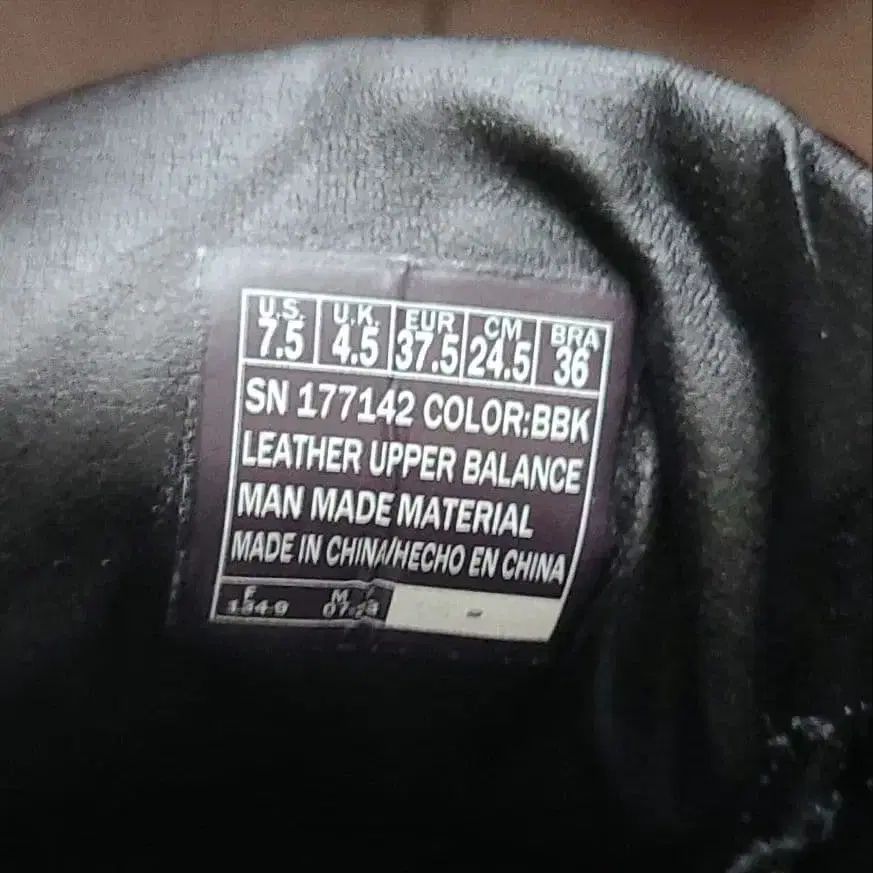 U.S. U.K. EUR CM BRA
7.5 4.5 37.5 24.5 36
SN 177142 COLOR:BBK
LEATHER UPPER BALANCE
MAN MADE MATERIAL
MADE IN CHINA/HECHO EN CHINA
F M